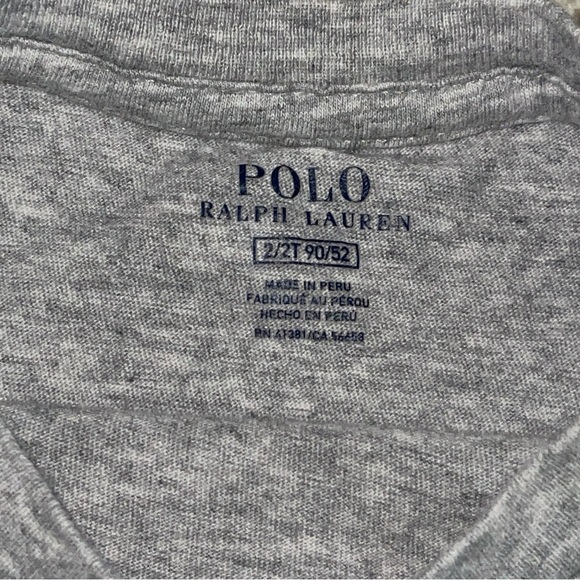 POLO
RALPH LAUREN
2/2T 90/52
MADE IN PERU
FABRIQUÉ AU PÉROU
HECHO EN PERÚ
RN 41381/CA 56658